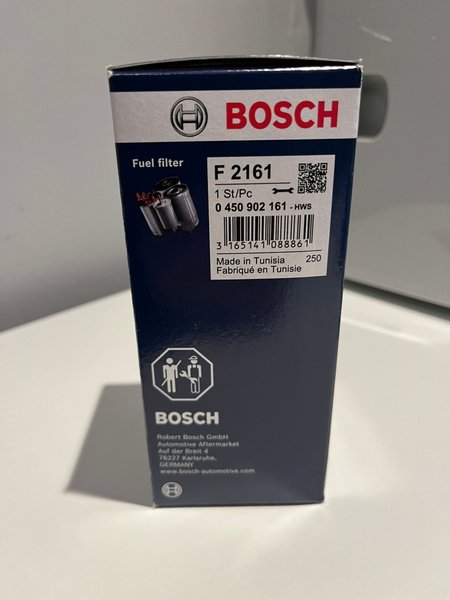 BOSCH
Fuel filter
F 2161
1 St/Pc
0 450 902 161 - HWS
3 165141 088861
Made in Tunisia 250
Fabriqué en Tunisie
BOSCH
Robert Bosch GmbH
Automotive Aftermarket
Auf der Breit 4
76227 Karlsruhe,
GERMANY
www.bosch-automotive.com